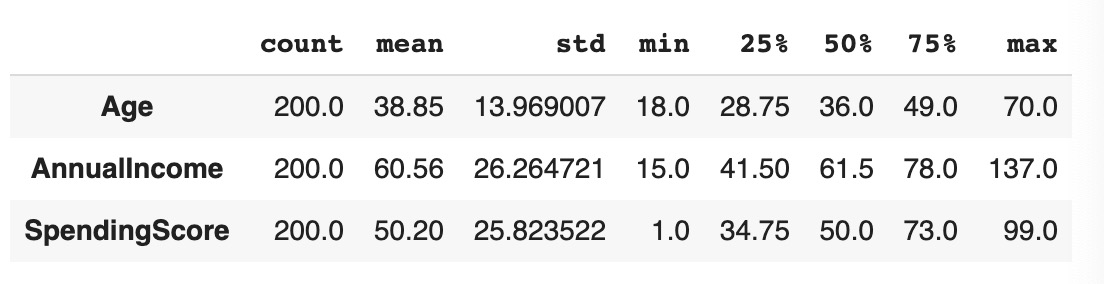 count mean std min 25% 50% 75% max
Age 200.0 38.85 13.969007 18.0 28.75 36.0 49.0 70.0
AnnualIncome 200.0 60.56 26.264721 15.0 41.50 61.5 78.0 137.0
SpendingScore 200.0 50.20 25.823522 1.0 34.75 50.0 73.0 99.0